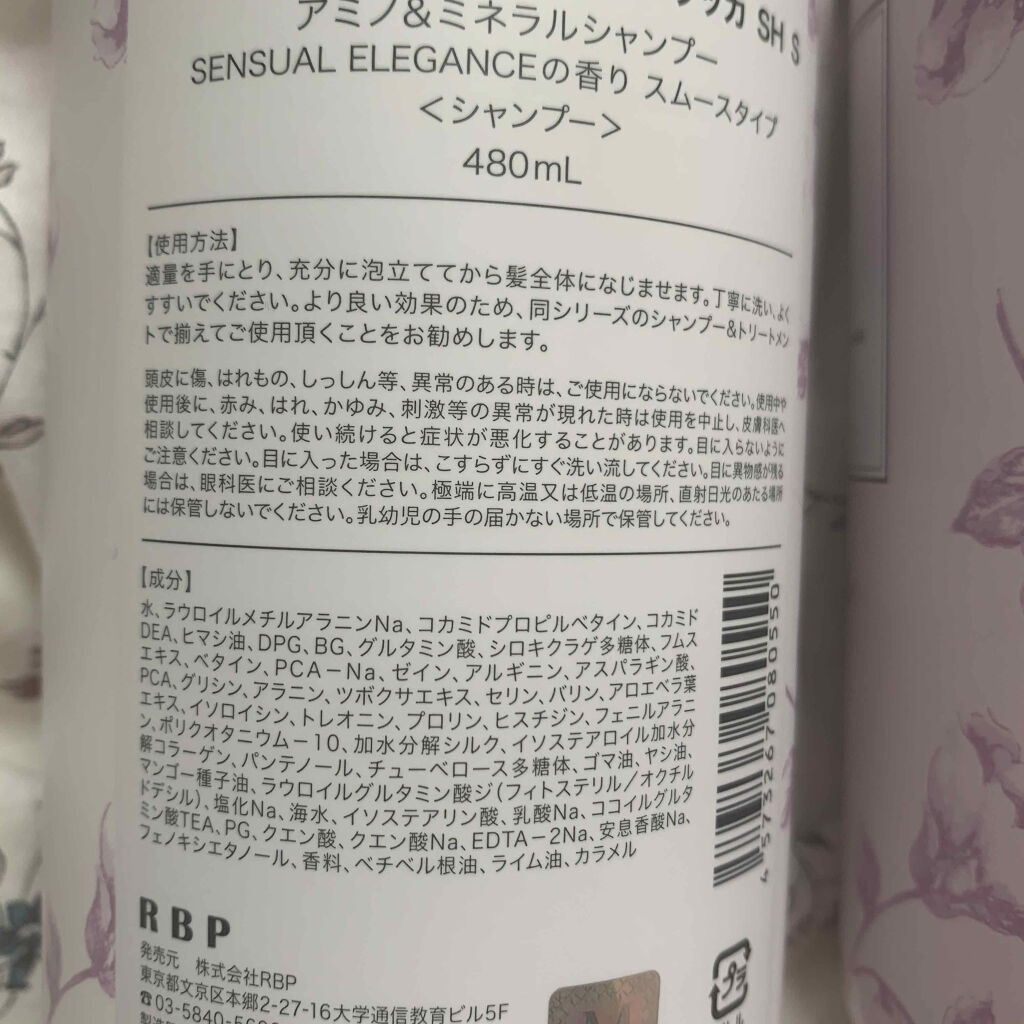 ッカ SH S
アミノ&ミネラルシャンプー
SENSUAL ELEGANCEの香り スムースタイプ
<シャンプー>
480mL
【使用方法】
適量を手にとり、充分に泡立ててから髪全体になじませます。丁寧に洗い、よく
すすいでください。より良い効果のため、同シリーズのシャンプー&トリートメン
トで揃えてご使用頂くことをお勧めします。
頭皮に傷、はれもの、しっしん等、異常のある時は、ご使用にならないでください。使用中や
使用後に、赤み、はれ、かゆみ、刺激等の異常が現れた時は使用を中止し、皮膚科医へ
相談してください。使い続けると症状が悪化することがあります。目に入らないように
ご注意ください。目に入った場合は、こすらずにすぐ洗い流してください。目に異物感が残る
場合は、眼科医にご相談ください。極端に高温又は低温の場所、直射日光のあたる場所
には保管しないでください。乳幼児の手の届かない場所で保管してください。
【成分】
水、ラウロイルメチルアラニンNa、コカミドプロピルベタイン、コカミド
DEA、ヒマシ油、DPG、BG、グルタミン酸、シロキクラゲ多糖体、フムス
エキス、ベタイン、PCA－Na、ゼイン、アルギニン、アスパラギン酸、
PCA、グリシン、アラニン、ツボクサエキス、セリン、バリン、アロエベラ葉
エキス、イソロイシン、トレオニン、プロリン、ヒスチジン、フェニルアラニ
ン、ポリクオタニウム－10、加水分解シルク、イソステアロイル加水分
解コラーゲン、パンテノール、チューベロース多糖体、ゴマ油、ヤシ油、
マンゴー種子油、ラウロイルグルタミン酸ジ(フィトステリル/オクチル
ドデシル)、塩化Na、海水、イソステアリン酸、乳酸Na、ココイルグルタ
ミン酸TEA、PG、クエン酸、クエン酸Na、EDTA－2Na、安息香酸Na、
フェノキシエタノール、香料、ベチベル根油、ライム油、カラメル
4573267080550
RBP
発売元 株式会社RBP
東京都文京区本郷2-27-16大学通信教育ビル5F
☎03-5840-56
プラ